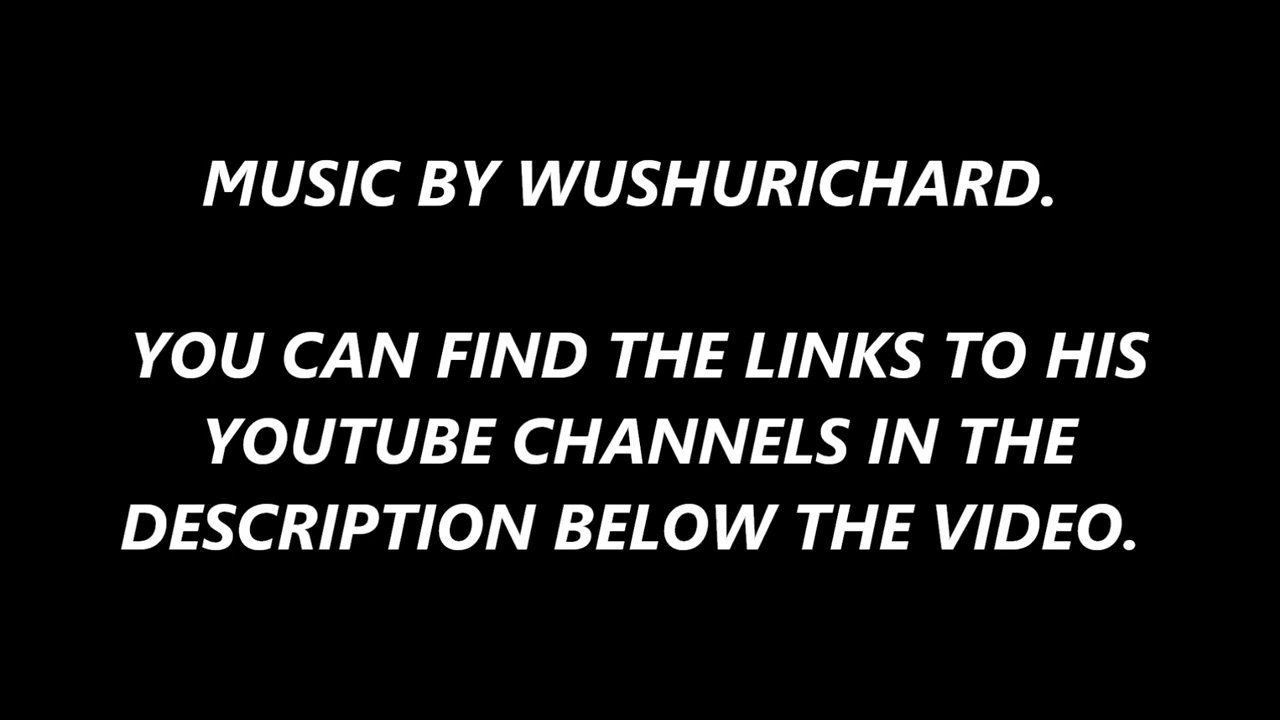 MUSIC BY WUSHURICHARD.
YOU CAN FIND THE LINKS TO HIS
YOUTUBE CHANNELS IN THE
DESCRIPTION BELOW THE VIDEO.